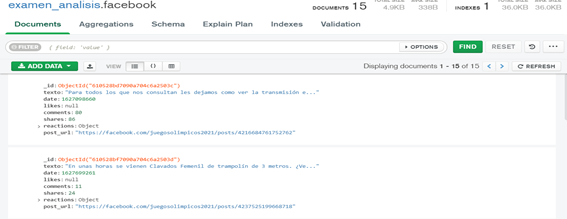 examen_analisis.facebook
DOCUMENTS 15 TOTAL SIZE 4.9KB AVG. SIZE 338B INDEXES 1 TOTAL SIZE 36.0KB AVG. SIZE 36.0KB
Documents Aggregations Schema Explain Plan Indexes Validation
FILTER { field: 'value' } OPTIONS FIND RESET
ADD DATA VIEW {} Displaying documents 1 - 15 of 15 < > REFRESH
_id: ObjectId("610528bd7090a704c6a2503c")
texto: "Para todos los que nos consultan les dejamos como ver la transmisión e..."
date: 1627098660
likes: null
comments: 80
shares: 80
reactions: Object
post_url: "https://facebook.com/juegosolimpicos2021/posts/4216684761752762"
_id: ObjectId("610528bf7090a704c6a2503d")
texto: "En unas horas se vienen Clavados Femenil de trampolín de 3 metros. ¿Ve..."
date: 1627699261
likes: null
comments: 11
shares: 24
reactions: Object
post_url: "https://facebook.com/juegosolimpicos2021/posts/4237525199668718"